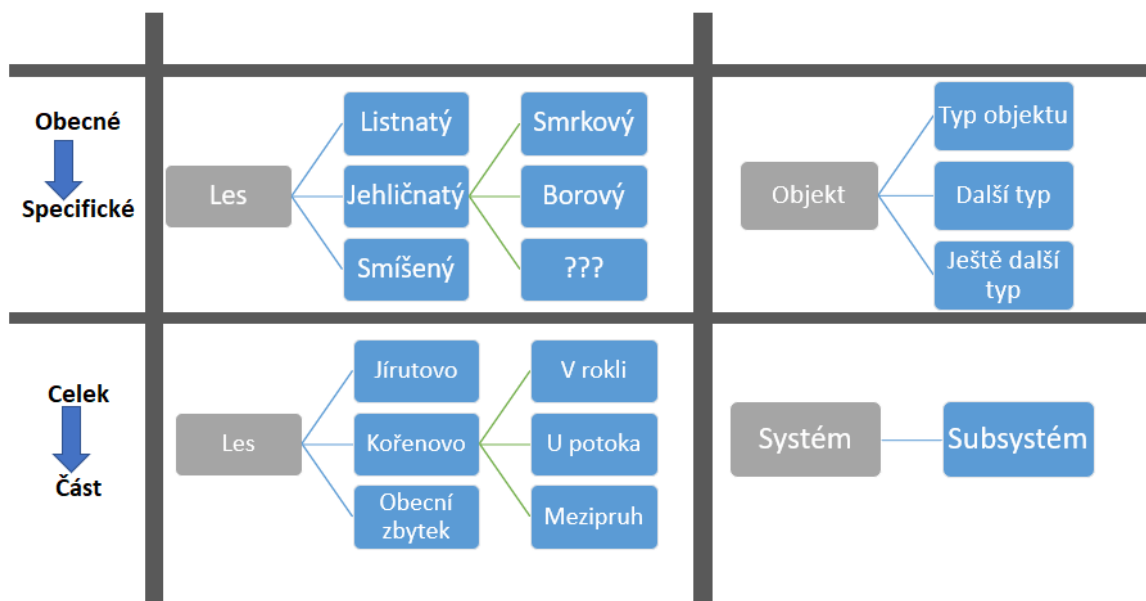 Obecné
Specifické
Les
Listnatý
Jehličnatý
Smíšený
Smrkový
Borový
???
Objekt
Typ objektu
Další typ
Ještě další
typ
Celek
Část
Les
Jírutovo
Kořenovo
Obecní
zbytek
V rokli
U potoka
Mezipruh
Systém
Subsystém